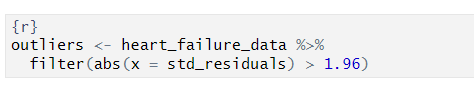 {r}
outliers <- heart_failure_data %>%
  filter(abs(x = std_residuals) > 1.96)